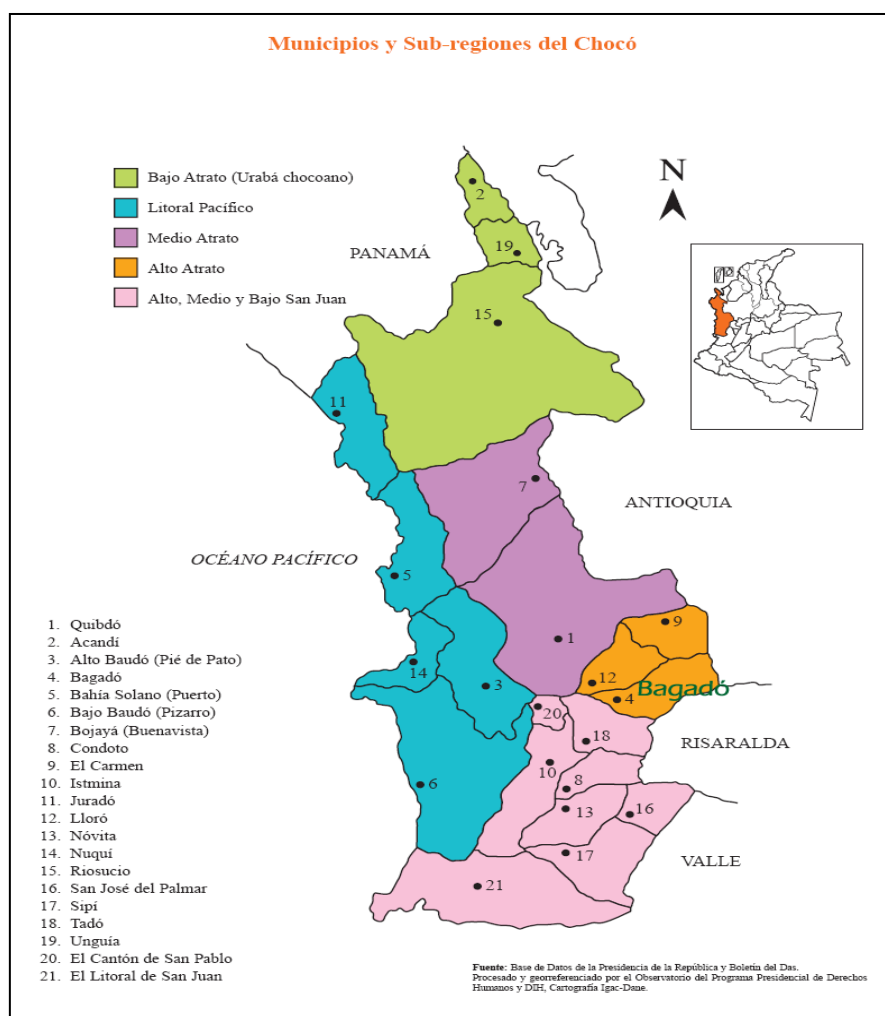 Municipios y Sub-regiones del Chocó
Bajo Atrato (Urabá chocoano)
Litoral Pacífico
Medio Atrato
Alto Atrato
Alto, Medio y Bajo San Juan
N
PANAMÁ
2
19
15
11
7
ANTIOQUIA
OCÉANO PACÍFICO
5
9
1
14
3
12
Bagadó
4
20
18
RISARALDA
10
6
8
13
16
17
VALLE
21
1. Quibdó
2. Acandí
3. Alto Baudó (Pié de Pato)
4. Bagadó
5. Bahía Solano (Puerto)
6. Bajo Baudó (Pizarro)
7. Bojayá (Buenavista)
8. Condoto
9. El Carmen
10. Istmina
11. Juradó
12. Lloró
13. Nóvita
14. Nuquí
15. Riosucio
16. San José del Palmar
17. Sipí
18. Tadó
19. Unguía
20. El Cantón de San Pablo
21. El Litoral de San Juan
Fuente: Base de Datos de la Presidencia de la República y Boletín del Das.
Procesado y georreferenciado por el Observatorio del Programa Presidencial de Derechos
Humanos y DIH, Cartografía Igac-Dane.